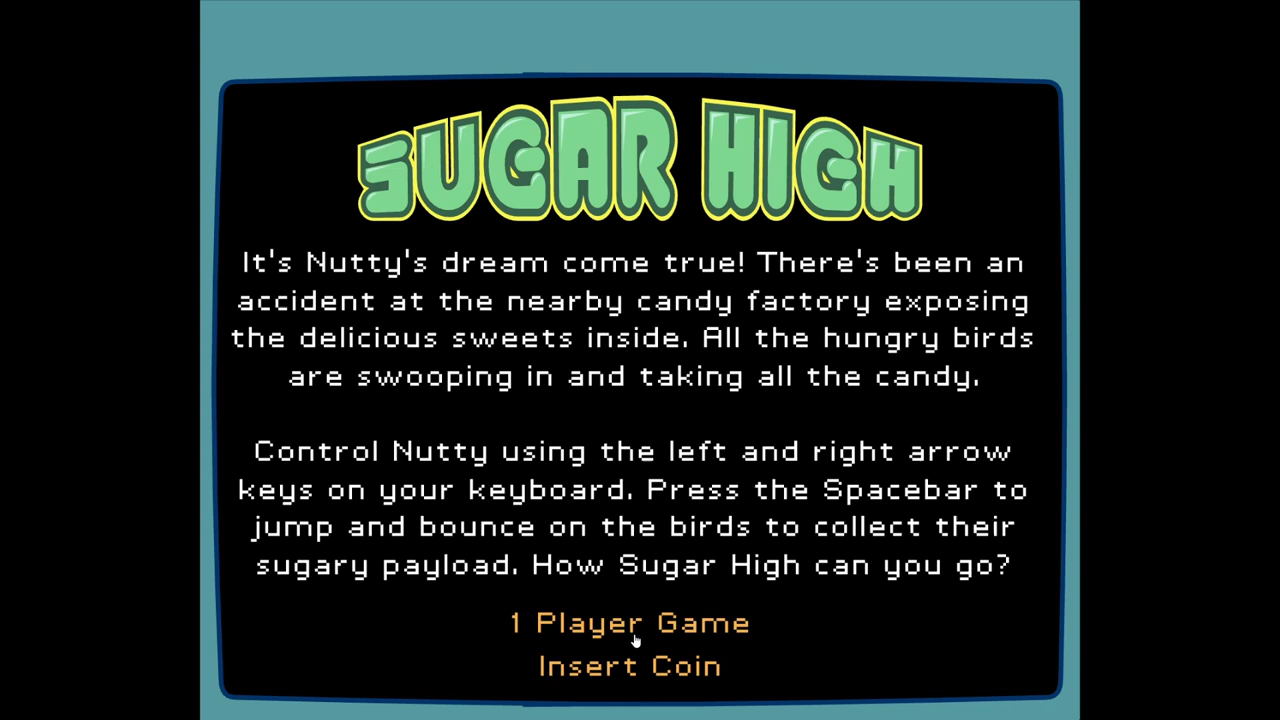 SUGAR HIGH
It's Nutty's dream come true! There's been an
accident at the nearby candy factory exposing
the delicious sweets inside. All the hungry birds
are swooping in and taking all the candy.
Control Nutty using the left and right arrow
keys on your keyboard. Press the Spacebar to
jump and bounce on the birds to collect their
sugary payload. How Sugar High can you go?
1 Player Game
Insert Coin